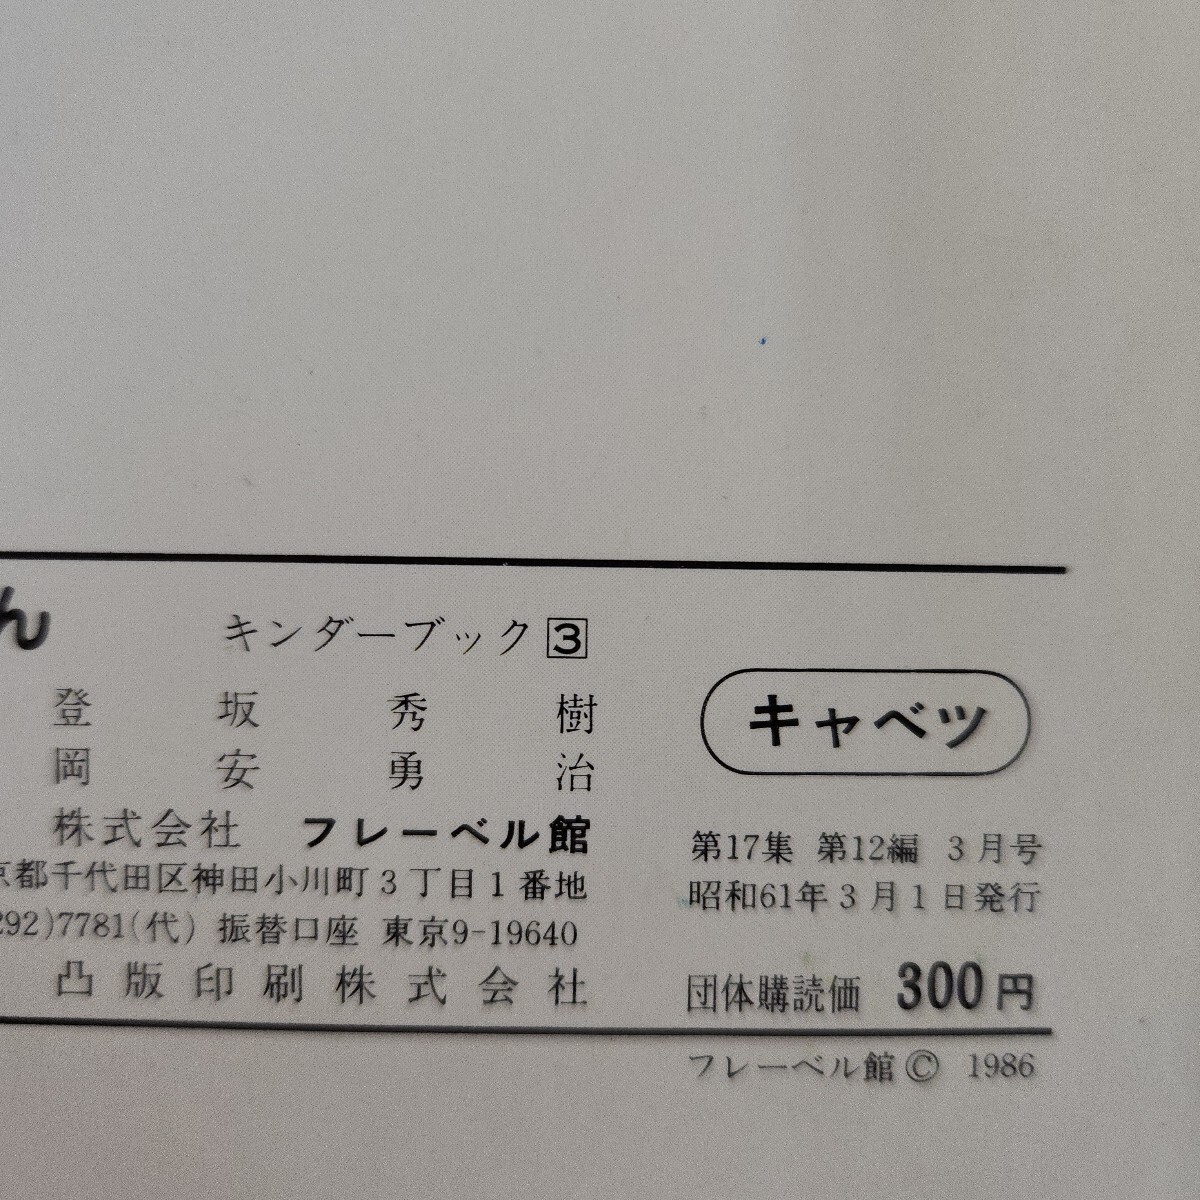 ん キンダーブック3
登坂秀樹
岡安勇治
株式会社 フレーベル館
京都千代田区神田小川町3丁目1番地
292)7781(代) 振替口座 東京9-19640
凸版印刷株式会社
キャベツ
第17集 第12編 3月号
昭和61年3月1日発行
団体購読価 300円
フレーベル館© 1986